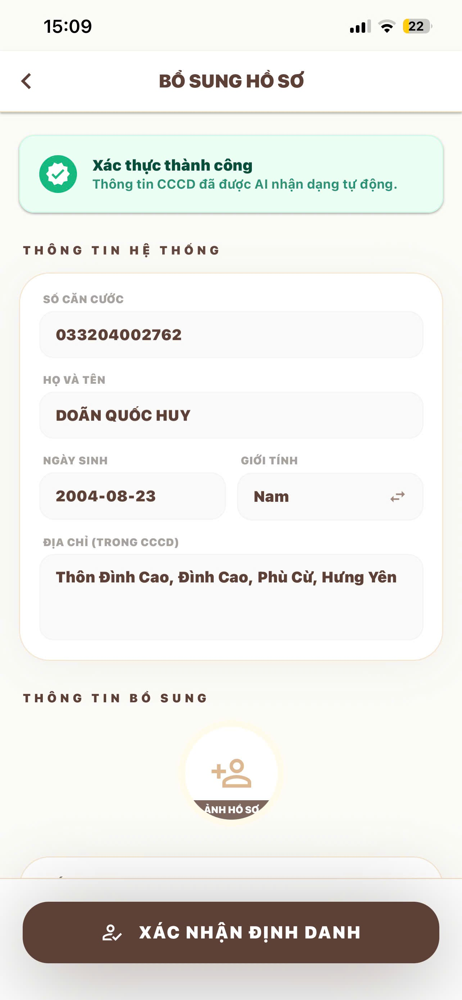 15:09
22
BỔ SUNG HỒ SƠ
Xác thực thành công
Thông tin CCCD đã được AI nhận dạng tự động.
THÔNG TIN HỆ THỐNG
SỐ CĂN CƯỚC
033204002762
HỌ VÀ TÊN
DOÃN QUỐC HUY
NGÀY SINH
GIỚI TÍNH
2004-08-23
Nam
ĐỊA CHỈ (TRONG CCCD)
Thôn Đình Cao, Đình Cao, Phù Cừ, Hưng Yên
THÔNG TIN BỔ SUNG
ẢNH HỒ SƠ
XÁC NHẬN ĐỊNH DANH